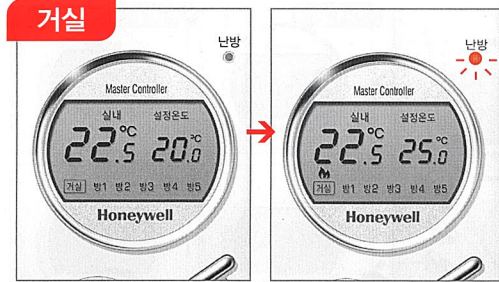 거실
난방
Master Controller
실내 설정온도
22.5 °C 20.0 °C
거실 방1 방2 방3 방4 방5
Honeywell
난방
Master Controller
실내 설정온도
22.5 °C 25.0 °C
거실 방1 방2 방3 방4 방5
Honeywell